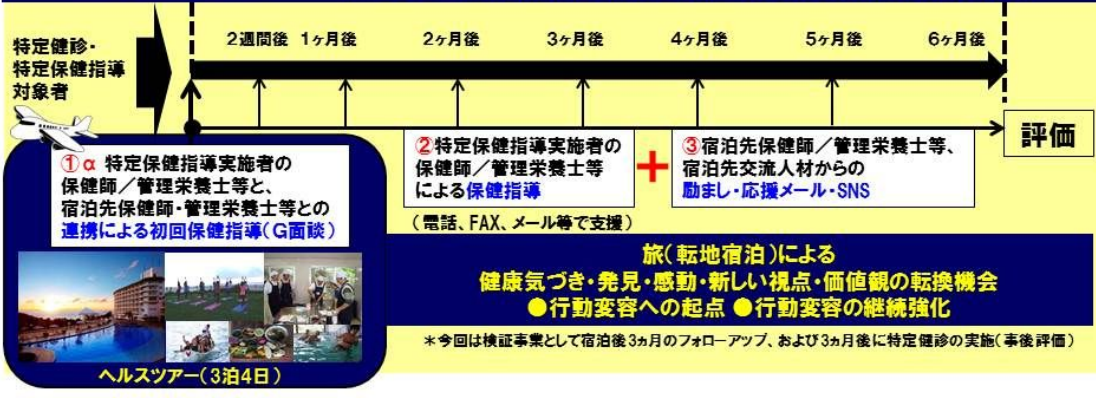 特定健診・
特定保健指導
対象者
2週間後 1ヶ月後 2ヶ月後 3ヶ月後 4ヶ月後 5ヶ月後 6ヶ月後
評価
①α 特定保健指導実施者の
保健師／管理栄養士等と、
宿泊先保健師・管理栄養士等との
連携による初回保健指導(G面談)
②特定保健指導実施者の
保健師／管理栄養士等
による保健指導
(電話、FAX、メール等で支援)
+
③宿泊先保健師／管理栄養士等、
宿泊先交流人材からの
励まし・応援メール・SNS
旅(転地宿泊)による
健康気づき・発見・感動・新しい視点・価値観の転換機会
●行動変容への起点 ●行動変容の継続強化
＊今回は検証事業として宿泊後3ヵ月のフォローアップ、および3ヵ月後に特定健診の実施(事後評価)
ヘルスツアー(3泊4日)